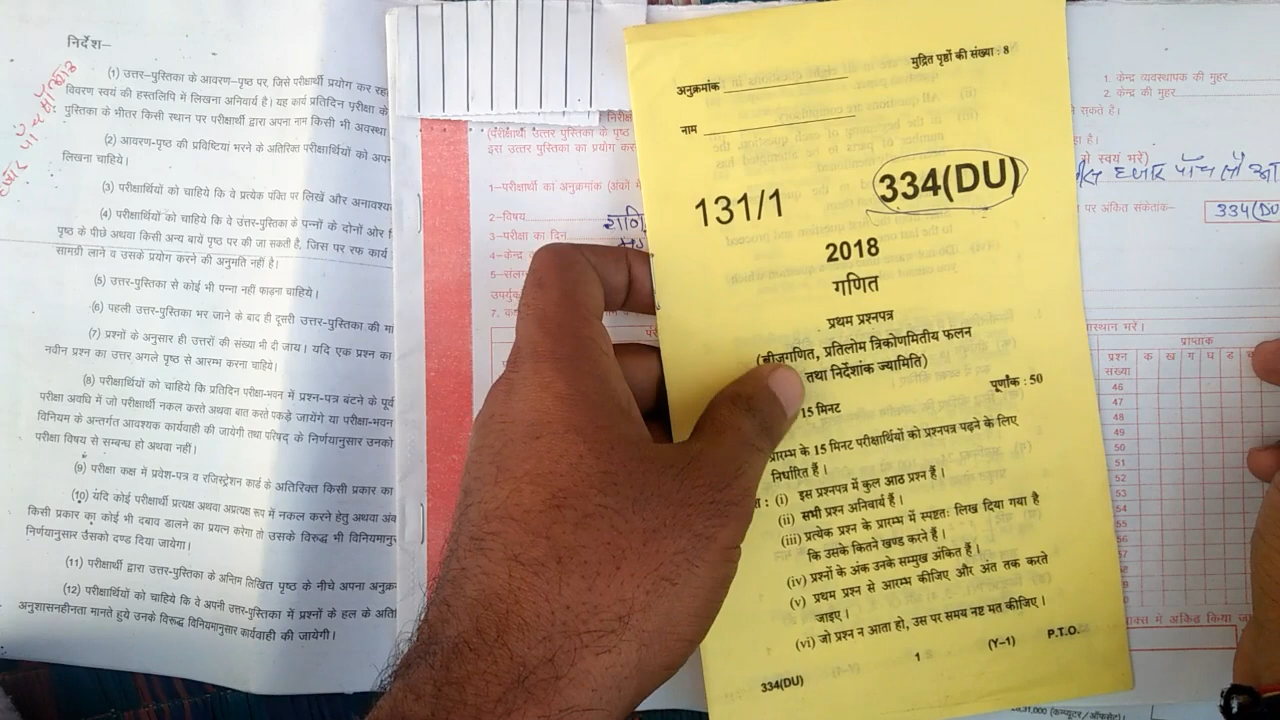 निर्देश—
(1) उत्तर–पुस्तिका के आवरण–पृष्ठ पर, जिसे परीक्षार्थी प्रयोग कर
विवरण स्वयं की हस्तलिपि में लिखना अनिवार्य है। यह कार्य प्रतिदिन परीक्षा के
पुस्तिका के भीतर किसी स्थान पर परीक्षार्थी द्वारा अपना नाम किसी भी अवस्था
(2) आवरण–पृष्ठ की प्रविष्टियां भरने के अतिरिक्त परीक्षार्थियों को
लिखना चाहिये।
(3) परीक्षार्थियों को चाहिये कि वे प्रत्येक पंक्ति पर लिखें और
(4) परीक्षार्थियों को चाहिये कि वे उत्तर-पुस्तिका के पन्नों के दोनों ओर
पृष्ठ के पीछे अथवा किसी अन्य बायें पृष्ठ पर की जा सकती है, जिस पर रफ कार्य
सामग्री लाने व उसके प्रयोग करने की अनुमति नहीं है।
(5) उत्तर-पुस्तिका से कोई भी पन्ना नहीं फाड़ना चाहिये।
(6) पहली उत्तर-पुस्तिका भर जाने के बाद ही दूसरी उत्तर-पुस्तिका की
(7) प्रश्नों के अनुसार ही उत्तरों की संख्या भी दी जाय। यदि एक प्रश्न का
नवीन प्रश्न का उत्तर अगले पृष्ठ से आरम्भ करना चाहिये।
(8) परीक्षार्थियों को चाहिये कि प्रतिदिन परीक्षा-भवन में प्रश्न-पत्र बंटने के पूर्व
परीक्षा अवधि में जो परीक्षार्थी नकल करते अथवा बात करते पकड़े जायेंगे या परीक्षा-भवन
विनियम के अन्तर्गत आवश्यक कार्यवाही की जायेगी तथा परिषद् के निर्णयानुसार उनको
परीक्षा विषय से सम्बन्ध हो अथवा नहीं।
(9) परीक्षा कक्ष में प्रवेश-पत्र व रजिस्ट्रेशन कार्ड के अतिरिक्त किसी प्रकार का
(10) यदि कोई परीक्षार्थी प्रत्यक्ष अथवा अप्रत्यक्ष रूप में नकल करने हेतु अथवा
किसी प्रकार का कोई भी दबाव डालने का प्रयत्न करेगा तो उसके विरुद्ध भी
निर्णयानुसार उसको दण्ड दिया जायेगा।
(11) परीक्षार्थी द्वारा उत्तर-पुस्तिका के अन्तिम लिखित पृष्ठ के नीचे अपना
(12) परीक्षार्थियों को चाहिये कि वे अपनी उत्तर-पुस्तिका में प्रश्नों के हल के
अनुशासनहीनता मानते हुये उनके विरूद्ध विनियमानुसार कार्यवाही की जायेगी।
(परीक्षार्थी उत्तर पुस्तिका के पृष्ठ
इस उत्तर पुस्तिका का प्रयोग
1–परीक्षार्थी का अनुक्रमांक (अंकों में
2–विषय
3–परीक्षा का दिन
4–केन्द्र
मुद्रित पृष्ठों की संख्या : 8
अनुक्रमांक
नाम
131/1
334(DU)
2018
गणित
प्रथम प्रश्नपत्र
(बीजगणित, प्रतिलोम त्रिकोणमितीय फलन
तथा निर्देशांक ज्यामिति)
15 मिनट
पूर्णांक : 50
प्रारम्भ के 15 मिनट परीक्षार्थियों को प्रश्नपत्र पढ़ने के लिए
निर्धारित हैं।
(i) इस प्रश्नपत्र में कुल आठ प्रश्न हैं।
(ii) सभी प्रश्न अनिवार्य हैं।
(iii) प्रत्येक प्रश्न के प्रारम्भ में स्पष्टतः लिख दिया गया है
कि उसके कितने खण्ड करने हैं।
(iv) प्रश्नों के अंक उनके सम्मुख अंकित हैं।
(v) प्रथम प्रश्न से आरम्भ कीजिए और अंत तक करते
जाइए।
(vi) जो प्रश्न न आता हो, उस पर समय नष्ट मत कीजिए।
334(DU)
1
(Y–1)
P.T.O.
1. केन्द्र व्यवस्थापक की मुहर
2. केन्द्र की मुहर
सकते है।
से स्वयं भरें)
हजार पाँच सौ
पर अंकित संकेतांक–
334(DU
प्राप्तांक
प्रश्न संख्या क ख ग घ ड
46
47
48
49
50
51
52
53
54